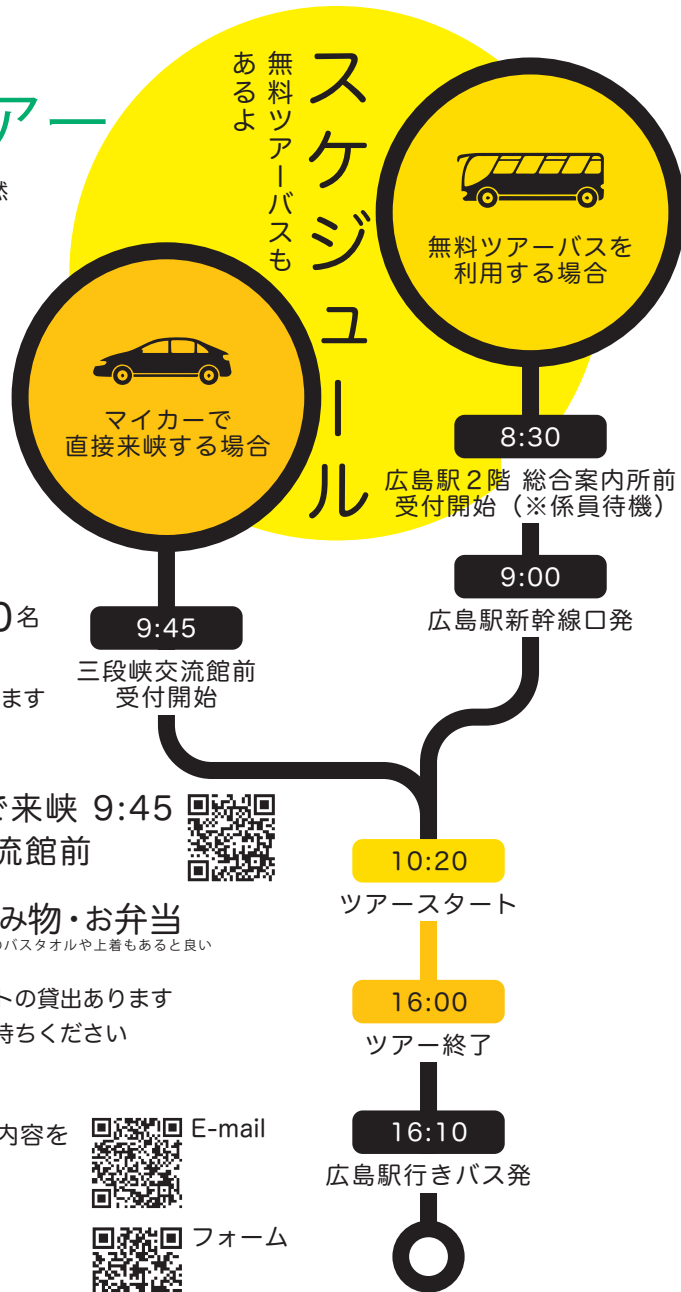 スケジュール
無料ツアーバスも
あるよ
アー
然
無料ツアーバスを
利用する場合
マイカーで
直接来峡する場合
8:30
広島駅２階 総合案内所前
受付開始（※係員待機）
9:00
広島駅新幹線口発
9:45
三段峡交流館前
受付開始
0名
ます
で来峡 9:45
流館前
10:20
ツアースタート
み物・お弁当
のバスタオルや上着もあると良い
トの貸出あります
持ちください
16:00
ツアー終了
内容を
E-mail
16:10
広島駅行きバス発
フォーム